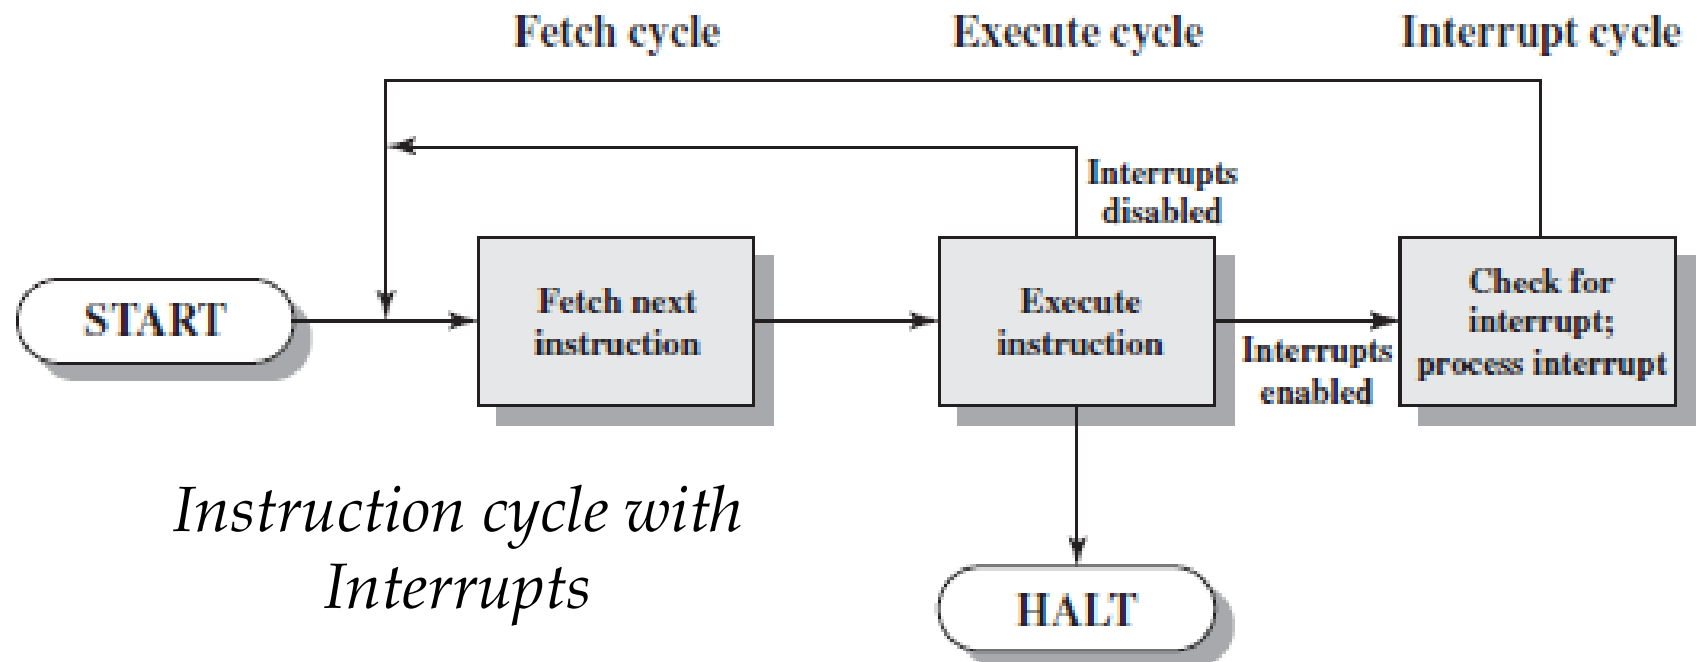 Fetch cycle
Execute cycle
Interrupt cycle
Interrupts
disabled
START
Fetch next
instruction
Execute
instruction
Interrupts
enabled
Check for
interrupt;
process interrupt
Instruction cycle with
Interrupts
HALT